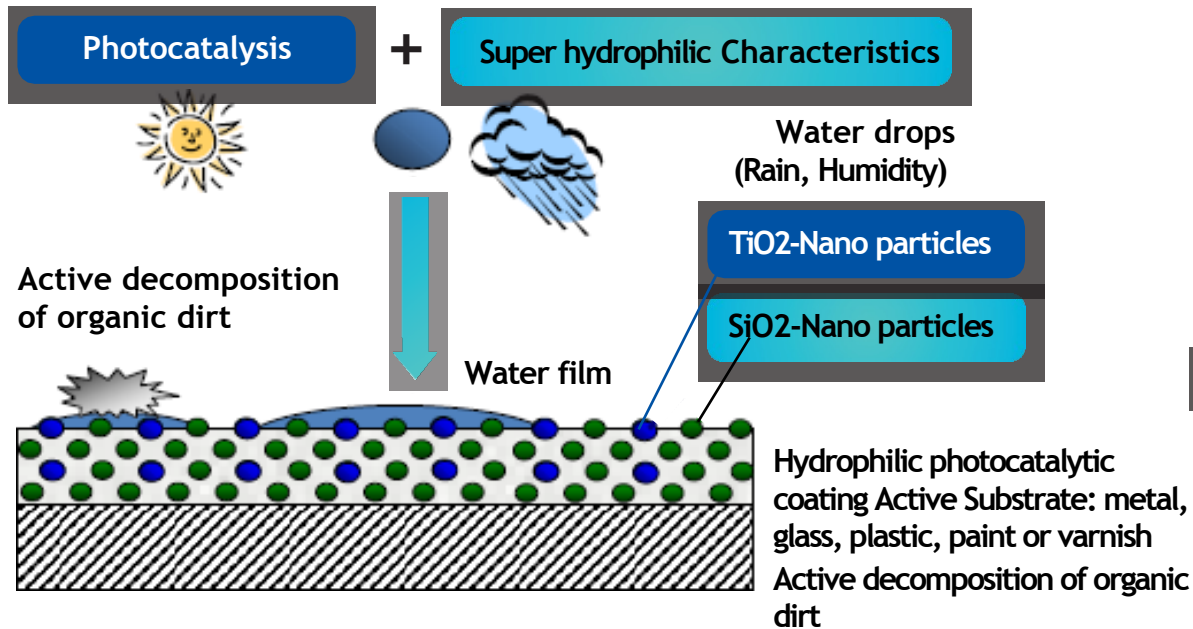 Photocatalysis
+
Super hydrophilic Characteristics
Water drops
(Rain, Humidity)
TiO2-Nano particles
SiO2-Nano particles
Active decomposition
of organic dirt
Water film
Hydrophilic photocatalytic
coating Active Substrate: metal,
glass, plastic, paint or varnish
Active decomposition of organic
dirt